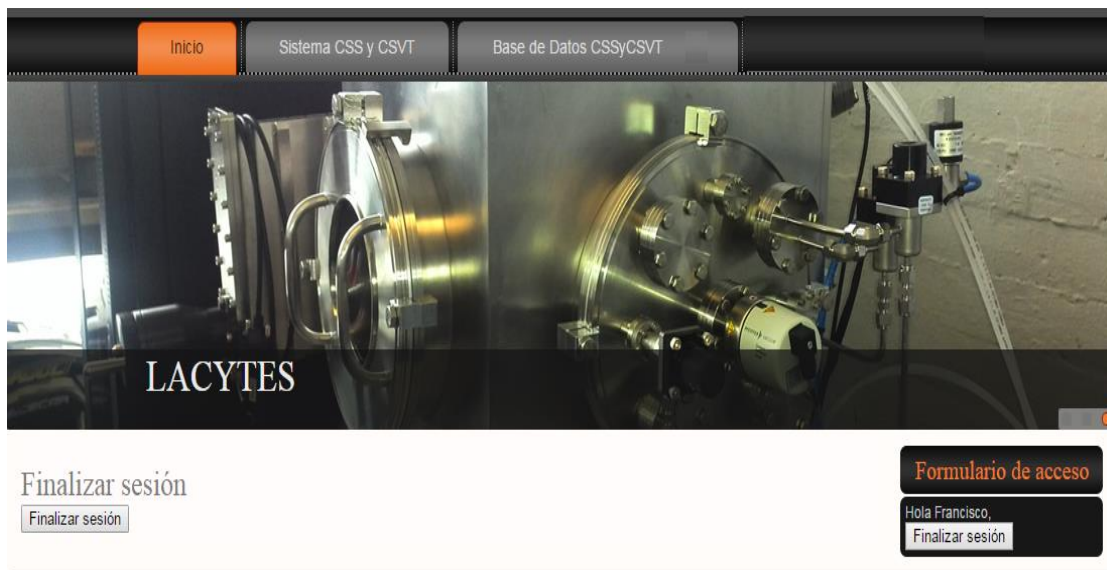 Inicio
Sistema CSS y CSVT
Base de Datos CSSyCSVT
LACYTES
Finalizar sesión
Finalizar sesión
Formulario de acceso
Hola Francisco,
Finalizar sesión